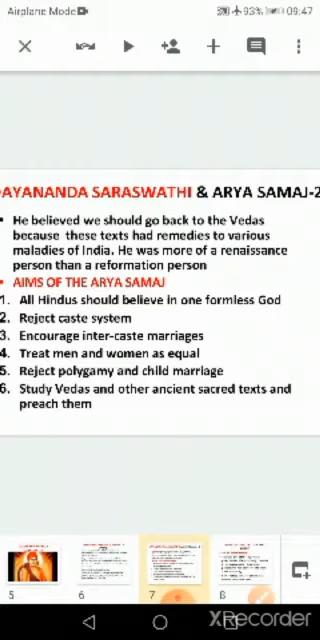 Airplane Mode
93%
09:47
AYANANDA SARASWATHI & ARYA SAMAJ-2
He believed we should go back to the Vedas
because these texts had remedies to various
maladies of India. He was more of a renaissance
person than a reformation person
AIMS OF THE ARYA SAMAJ
1. All Hindus should believe in one formless God
2. Reject caste system
3. Encourage inter-caste marriages
4. Treat men and women as equal
5. Reject polygamy and child marriage
6. Study Vedas and other ancient sacred texts and
preach them
5 6 7 8
XRecorder